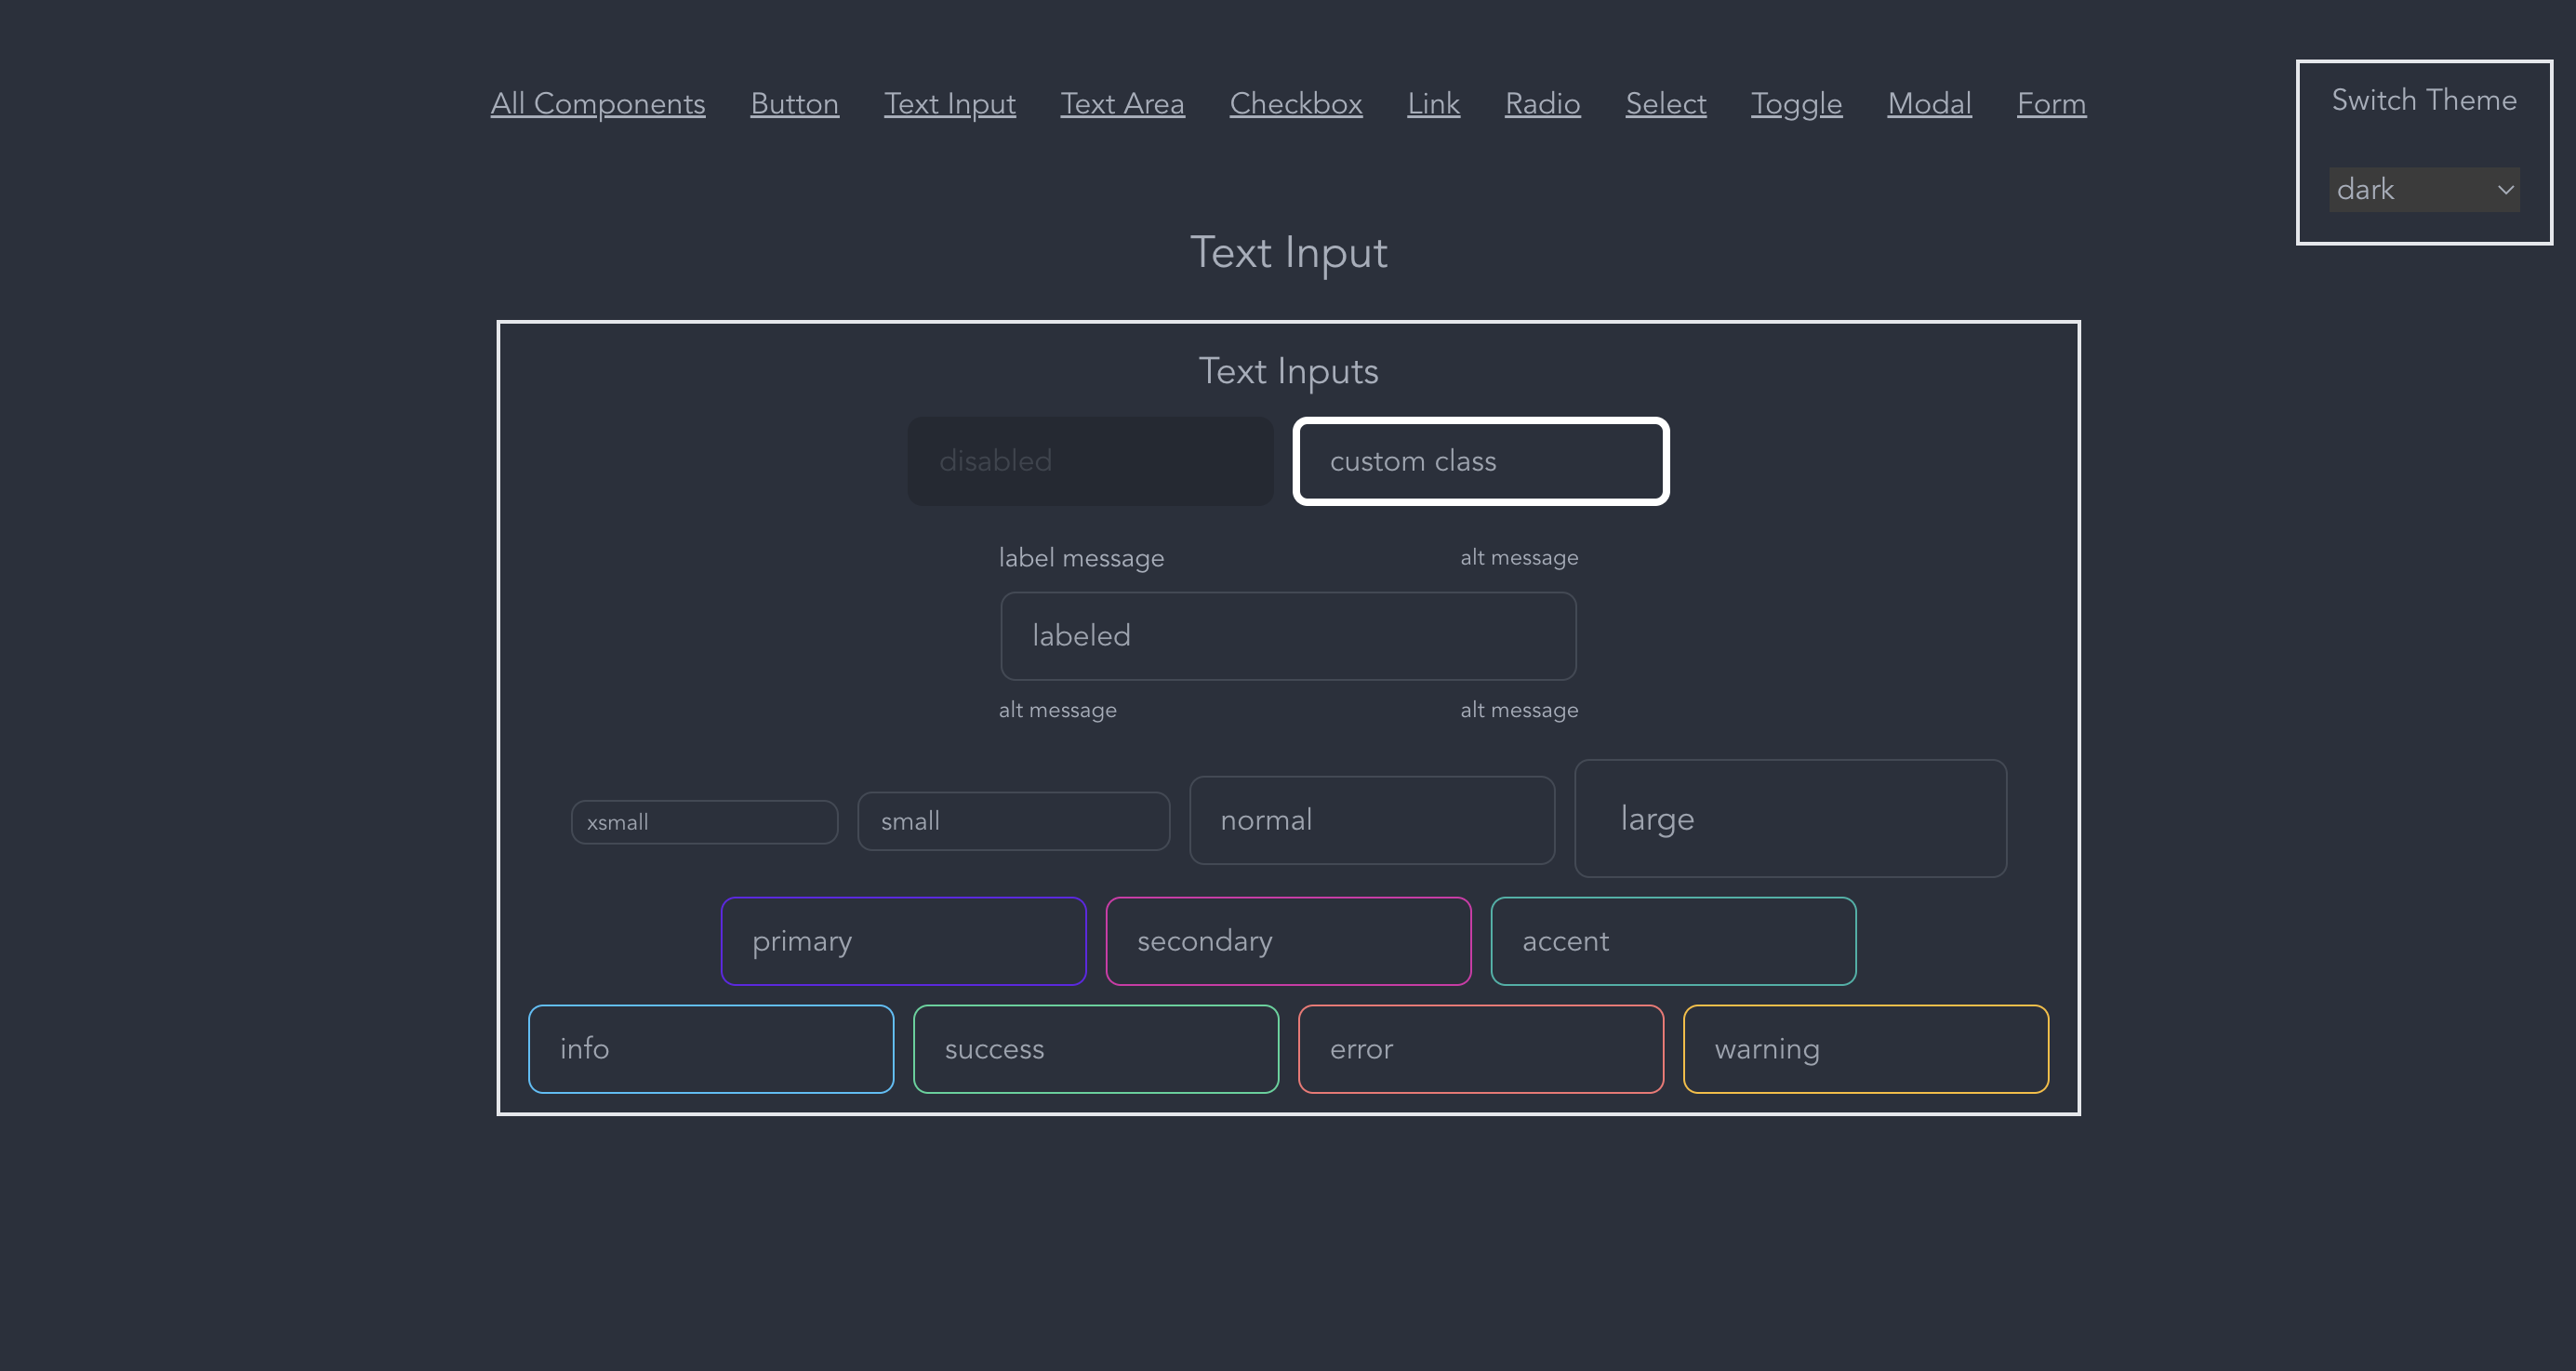 All Components Button Text Input Text Area Checkbox Link Radio Select Toggle Modal Form
Switch Theme
dark
Text Input
Text Inputs
disabled custom class
label message alt message
labeled
alt message alt message
xsmall small normal large
primary secondary accent
info success error warning